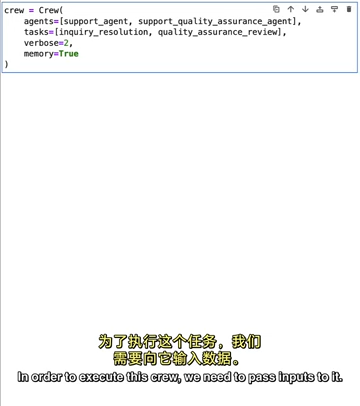 crew = Crew(
    agents=[support_agent, support_quality_assurance_agent],
    tasks=[inquiry_resolution, quality_assurance_review],
    verbose=2,
    memory=True
)
为了执行这个任务，我们
需要向它输入数据。
In order to execute this crew, we need to pass inputs to it.